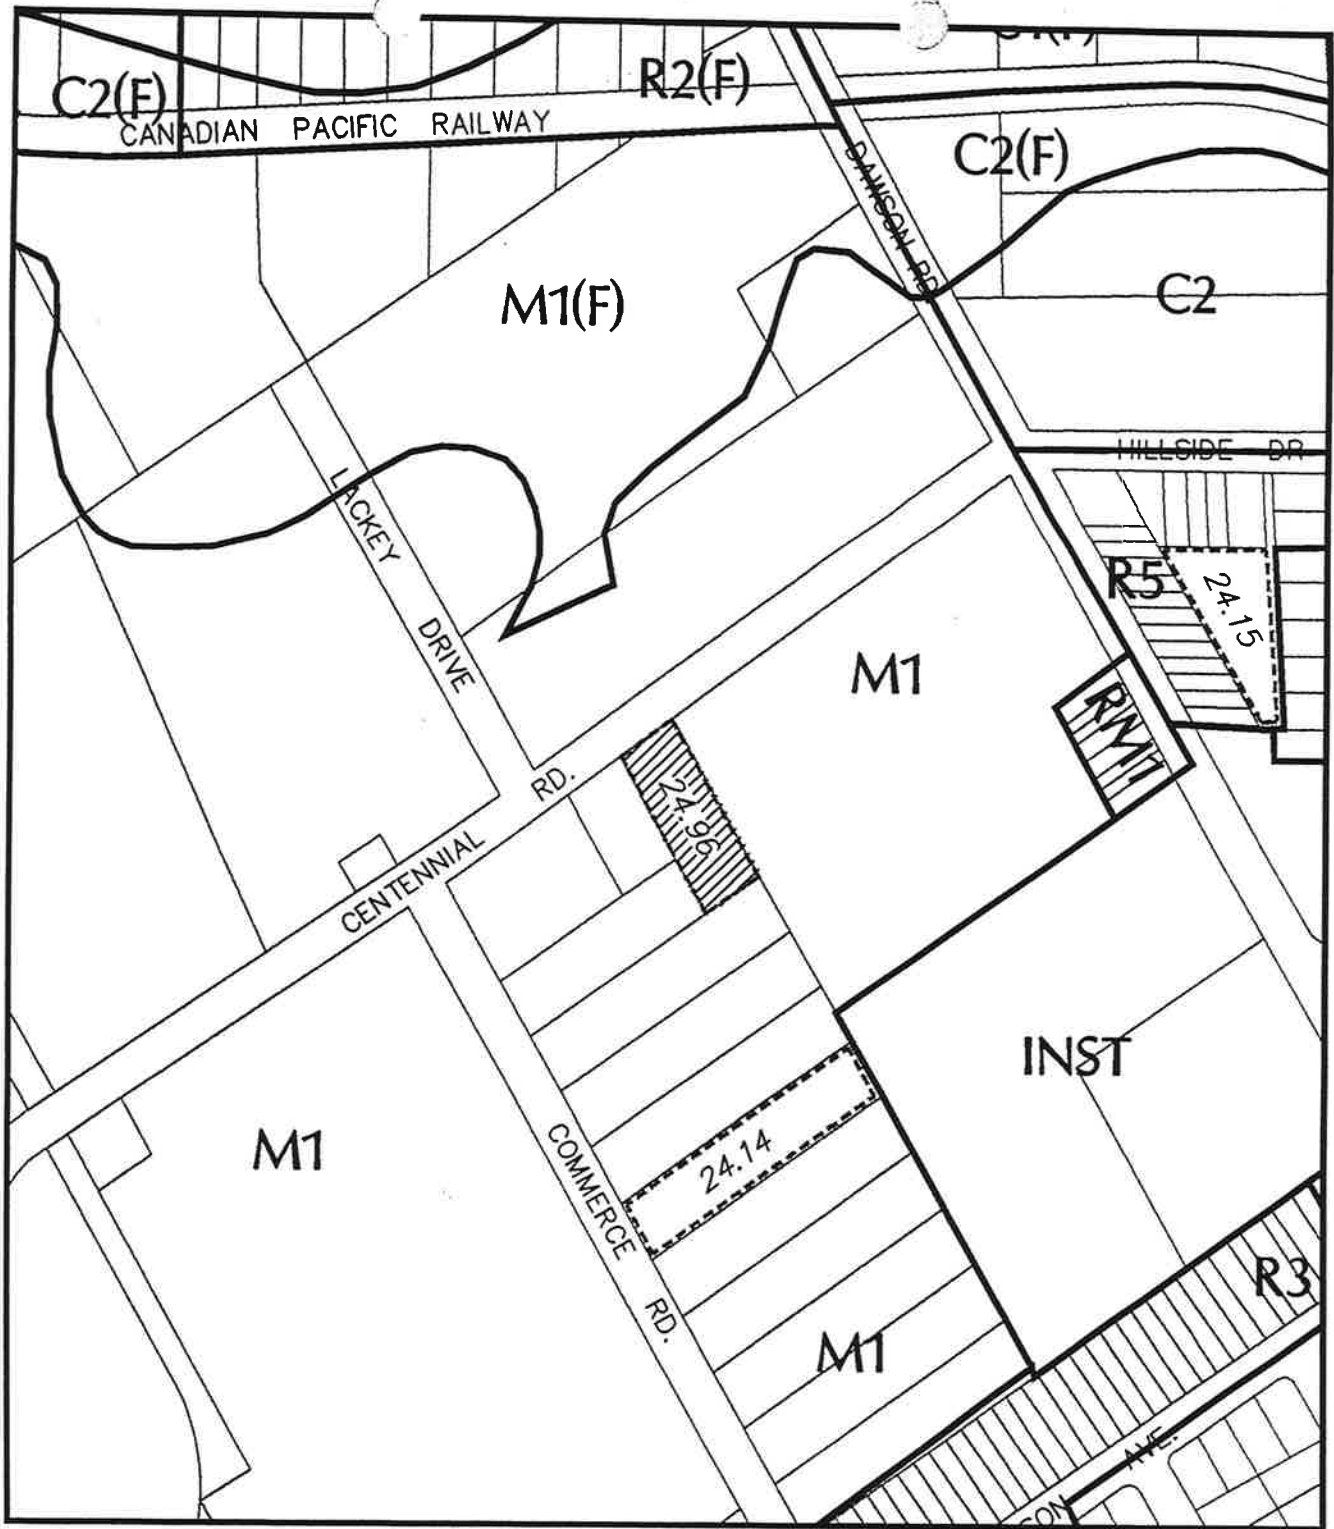 C2(F)
R2(F)
CANADIAN PACIFIC RAILWAY
C2(F)
DAWSON RD.
C2
M1(F)
HILLSIDE DR
LACKEY DRIVE
R5
24.15
M1
RM1
24.96
CENTENNIAL RD.
INST
M1
COMMERCE RD.
24.14
R3
M1
AVE.